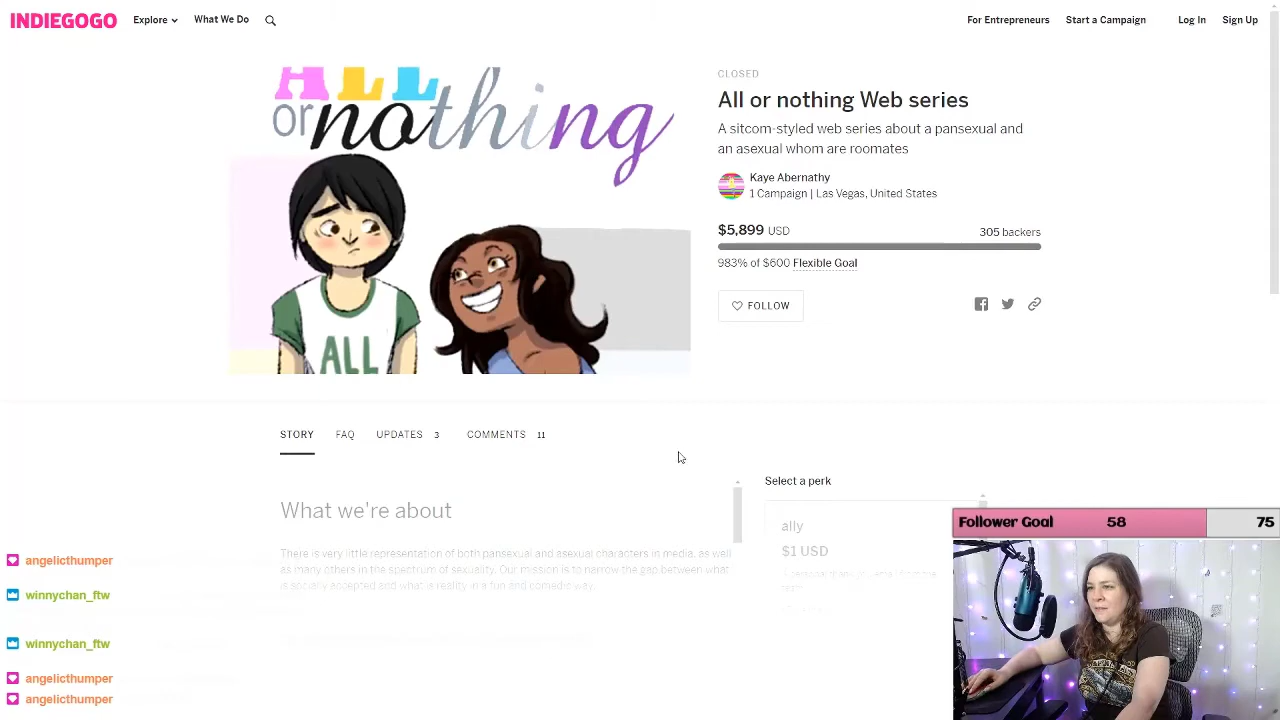 INDIEGOGO Explore What We Do For Entrepreneurs Start a Campaign Log In Sign Up
ALL
or nothing
ALL
CLOSED
All or nothing Web series
A sitcom-styled web series about a pansexual and
an asexual whom are roomates
Kaye Abernathy
1 Campaign | Las Vegas, United States
$5,899 USD 305 backers
983% of $600 Flexible Goal
FOLLOW
STORY FAQ UPDATES 3 COMMENTS 11
What we're about
There is very little representation of both pansexual and asexual characters in media, as well
as many others in the spectrum of sexuality. Our mission is to narrow the gap between what
is socially accepted and what is reality in a fun and comedic way.
Select a perk
ally
$1 USD
Follower Goal 58 75
angelicthumper
winnychan_ftw
winnychan_ftw
angelicthumper
angelicthumper